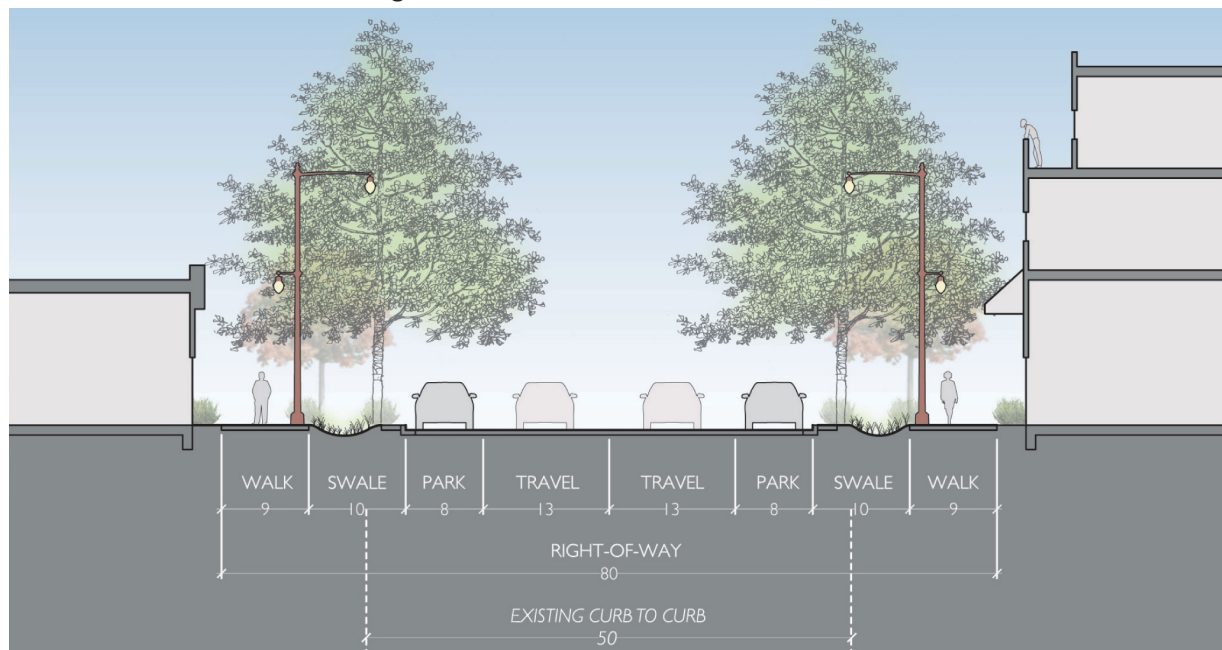 WALK SWALE PARK TRAVEL TRAVEL PARK SWALE WALK
9 10 8 13 13 8 10 9
RIGHT-OF-WAY
80
EXISTING CURB TO CURB
50